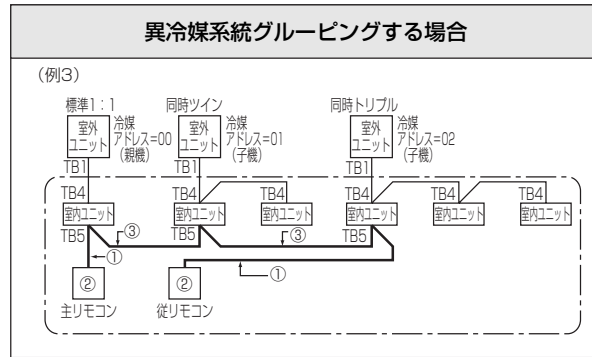 異冷媒系統グルーピングする場合
(例3)
標準1：1
同時ツイン
同時トリプル
室外
ユニット
冷媒
アドレス=00
(親機)
室外
ユニット
冷媒
アドレス=01
(子機)
室外
ユニット
冷媒
アドレス=02
(子機)
TB1
TB1
TB1
TB4
TB4
TB4
TB4
TB4
TB4
室内ユニット
室内ユニット
室内ユニット
室内ユニット
室内ユニット
室内ユニット
TB5
③
TB5
③
TB5
①
①
②
②
主リモコン
従リモコン